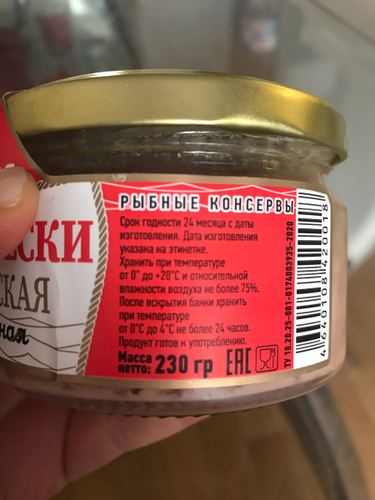 РЫБНЫЕ КОНСЕРВЫ
СКИ
СКАЯ
ная
Срок годности 24 месяца с даты
изготовления. Дата изготовления
указана на этикетке.
Хранить при температуре
от 0° до +20°С и относительной
влажности воздуха не более 75%.
После вскрытия банки хранить
при температуре
от 0°С до 4°С не более 24 часов.
Продукт готов к употреблению.
Масса
нетто: 230 гр
ЕАС
4640108420018
ТУ 10.20.25-001-0174003935-2020